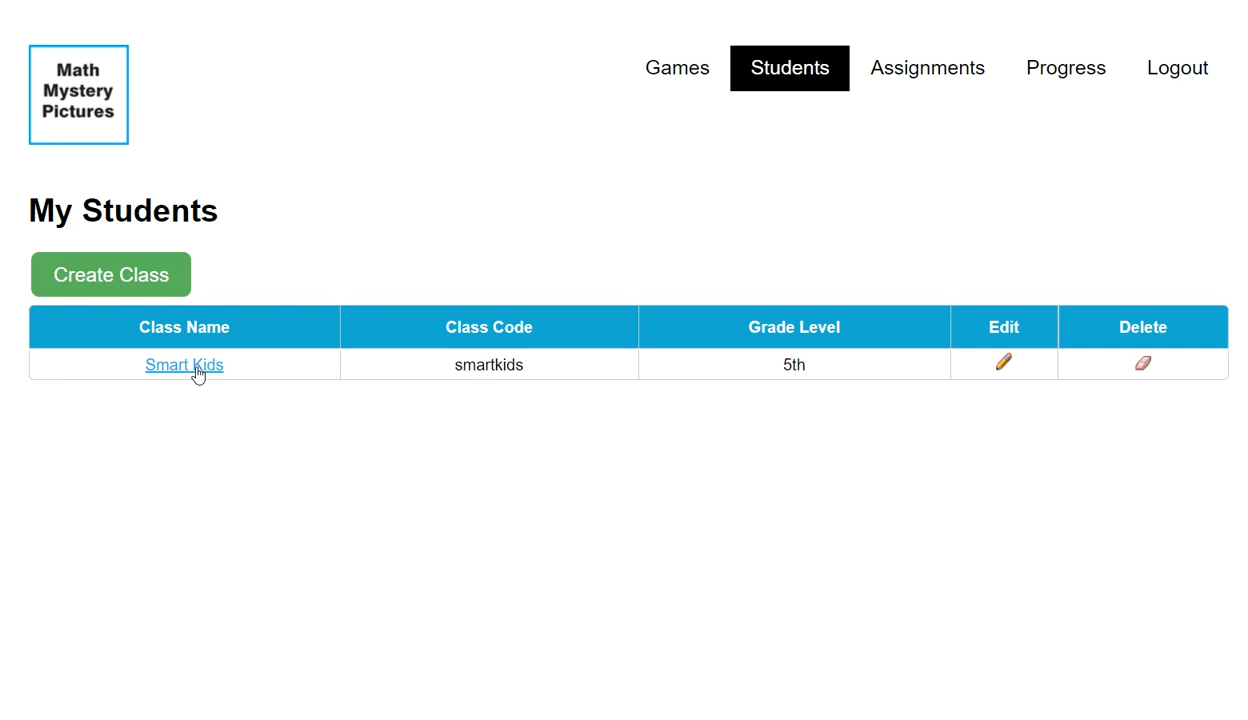 Math
Mystery
Pictures
Games Students Assignments Progress Logout
My Students
Create Class
Class Name Class Code Grade Level Edit Delete
Smart Kids smartkids 5th